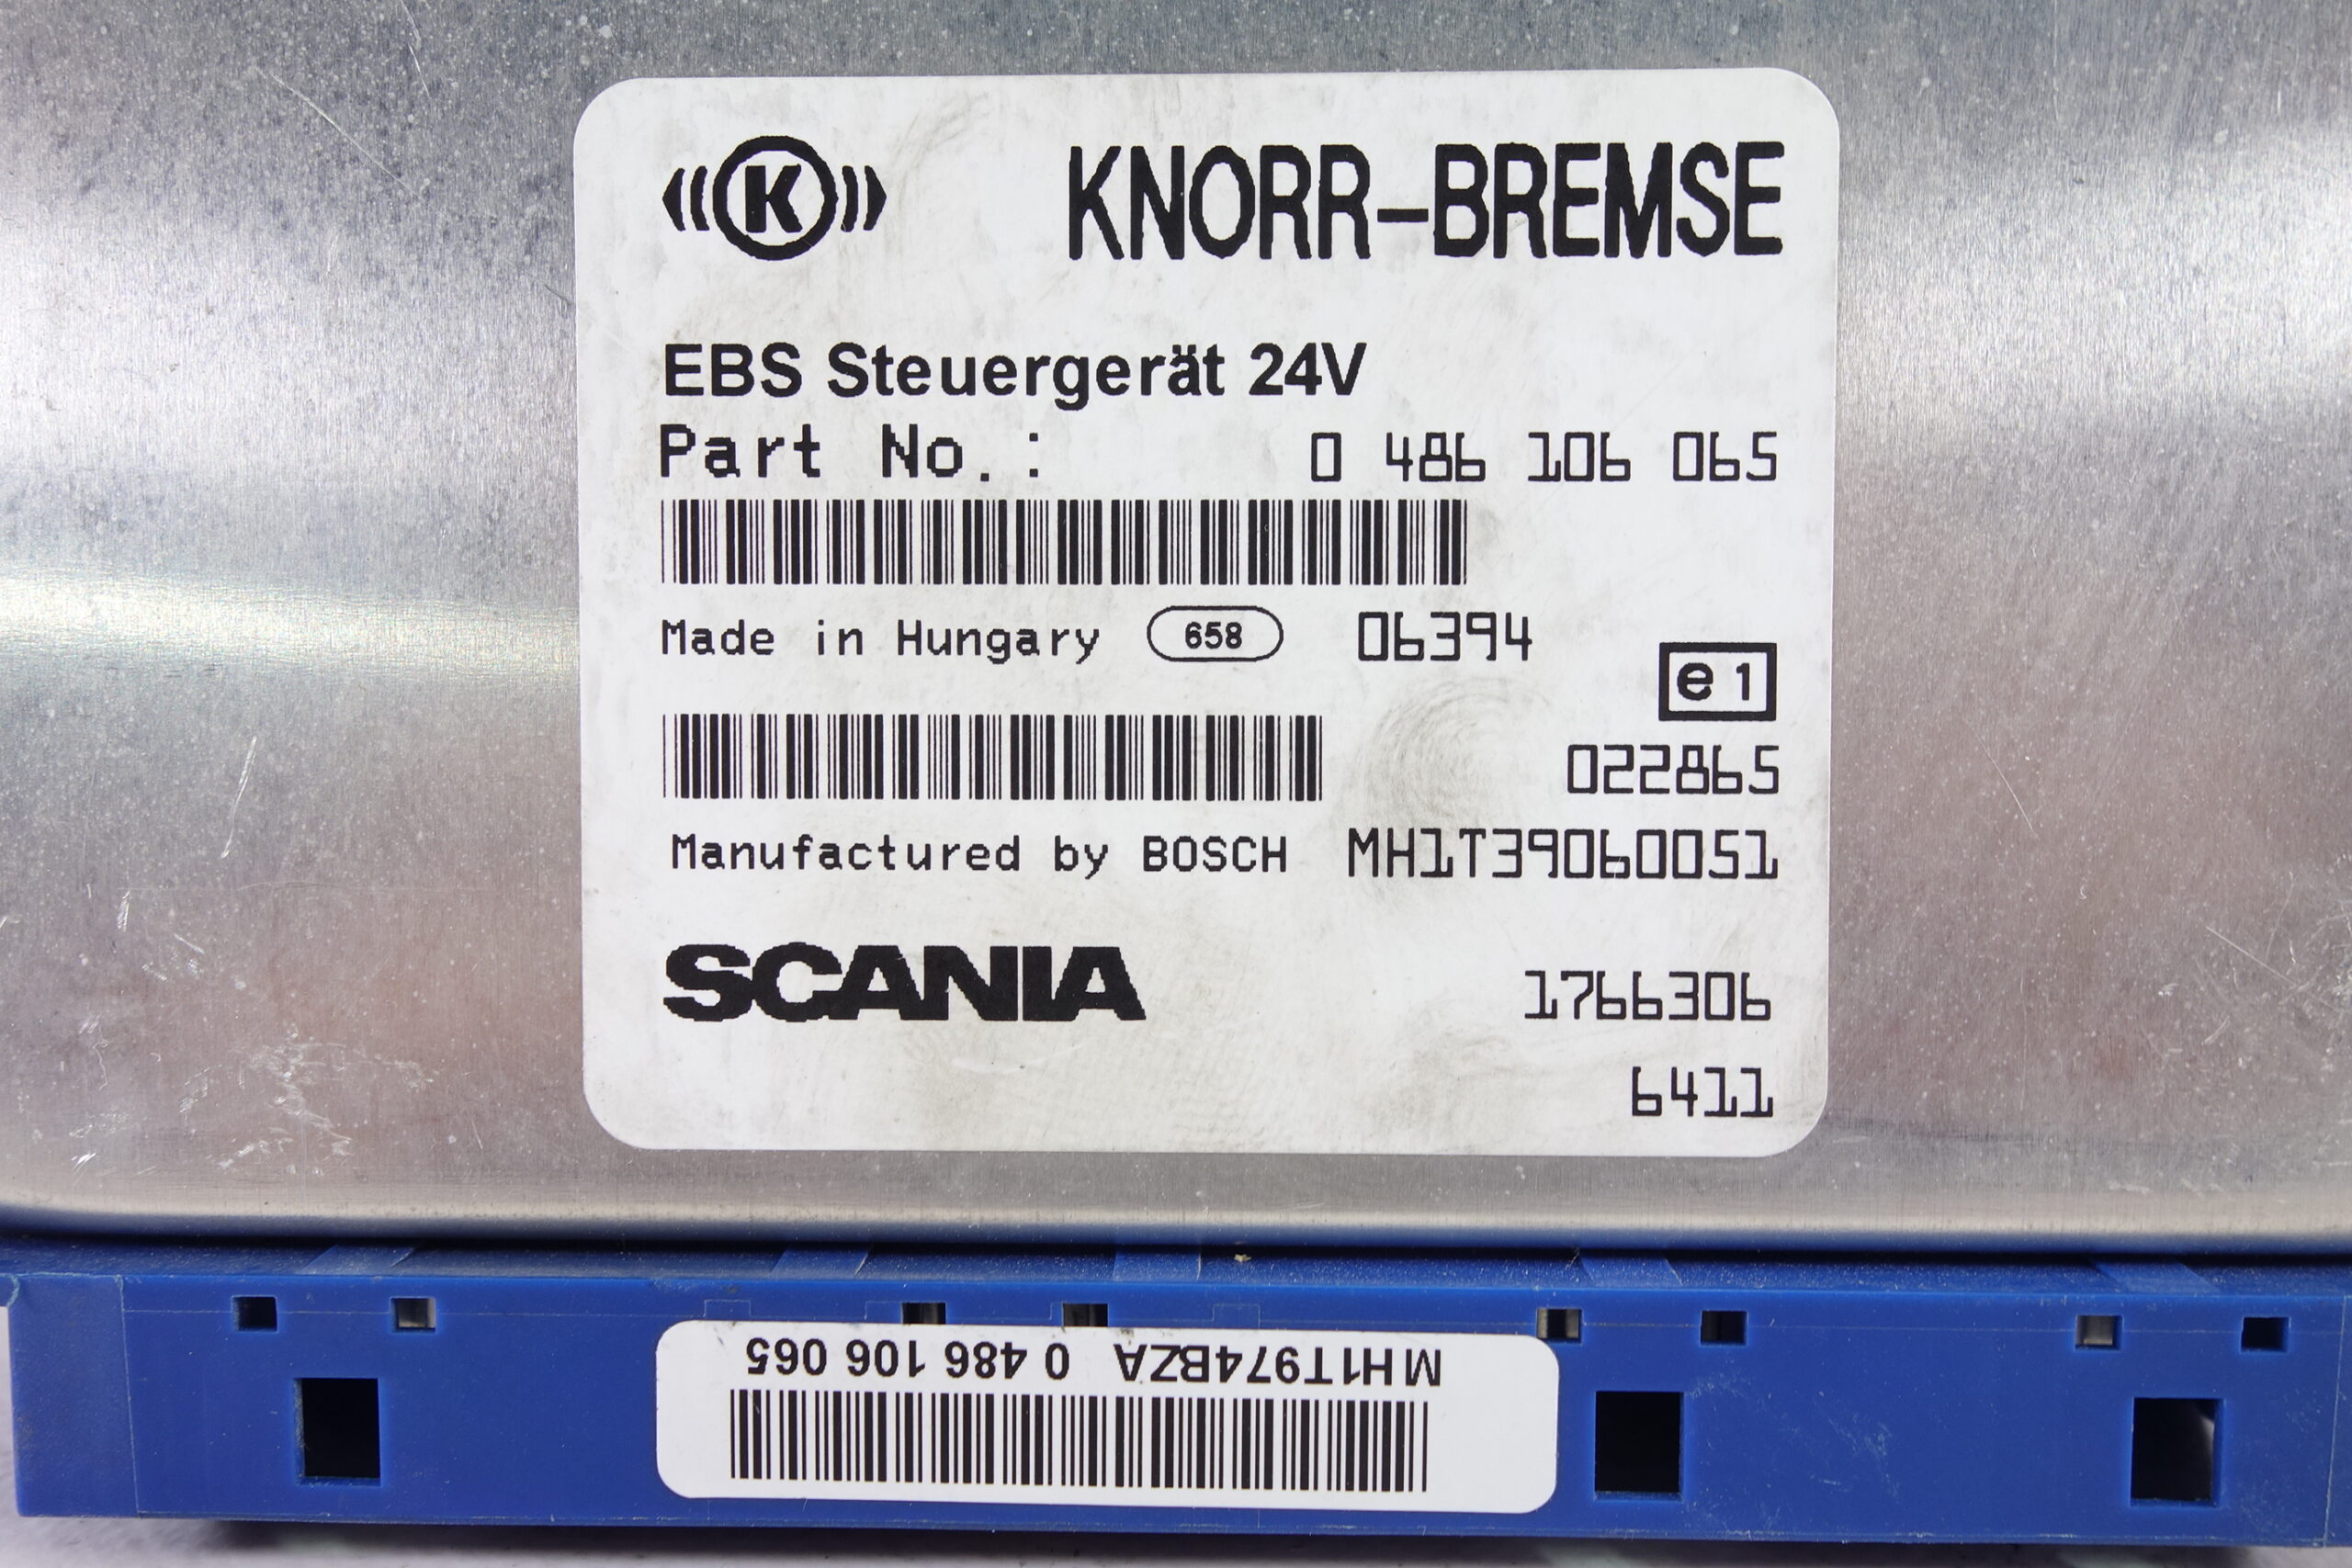 K KNORR-BREMSE
EBS Steuergerät 24V
Part No.: 0 486 106 065
Made in Hungary 658 06394
e1
022865
Manufactured by BOSCH MH1T39060051
SCANIA 1766306
6411
MH1T974BZA 0 486 106 065